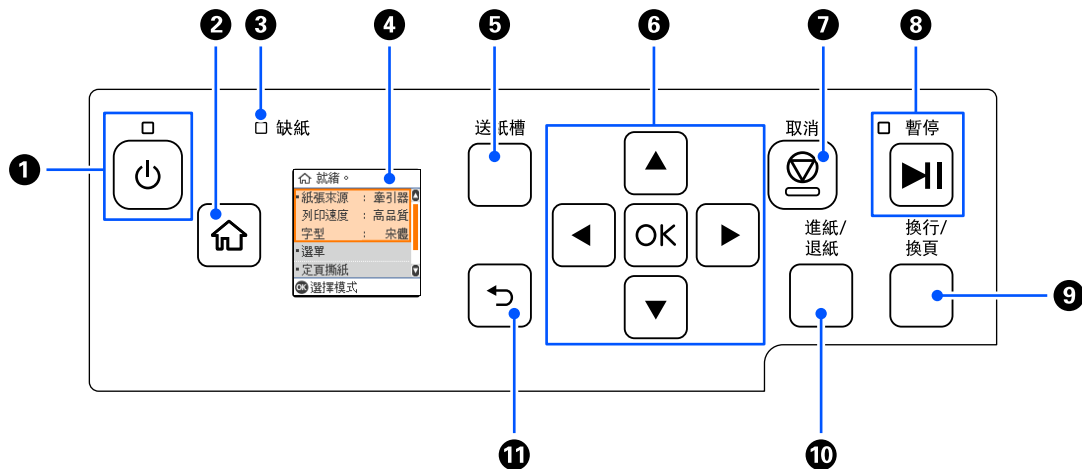 2 3 4 5 6 7 8
缺紙
送紙槽
取消
暫停
1
就緒。
紙張來源 : 牽引器
列印速度 : 高品質
字型 : 宋體
選單
定頁撕紙
OK 選擇模式
OK
進紙/
退紙
換行/
換頁
9
11 10